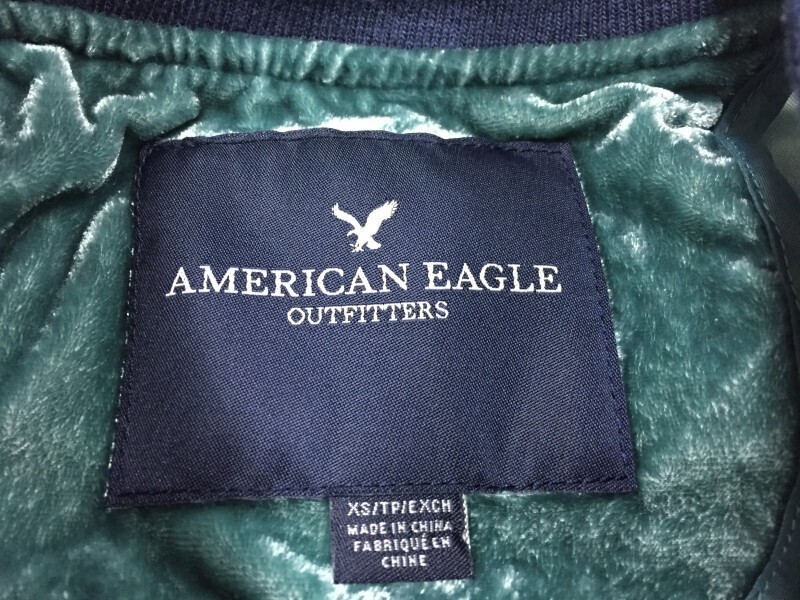 AMERICAN EAGLE
OUTFITTERS
XS/TP/EXCH
MADE IN CHINA
FABRIQUÉ EN
CHINE